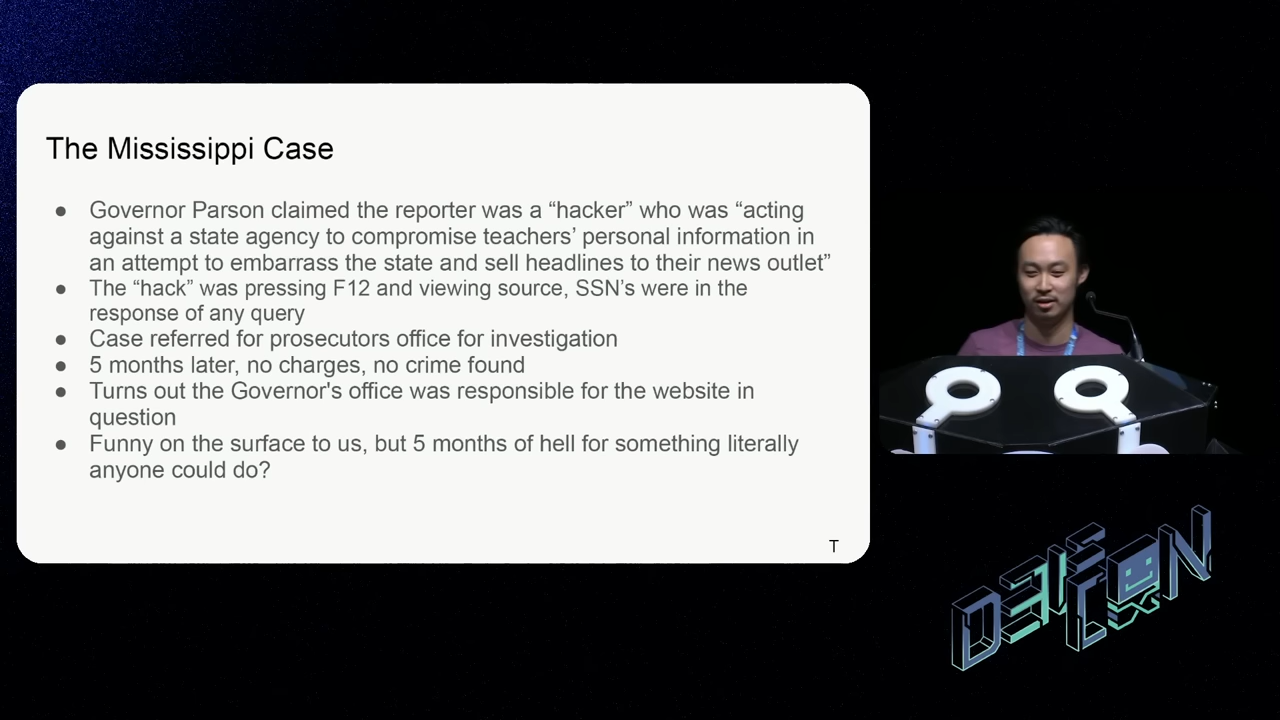 The Mississippi Case
● Governor Parson claimed the reporter was a “hacker” who was “acting
against a state agency to compromise teachers’ personal information in
an attempt to embarrass the state and sell headlines to their news outlet”
● The “hack” was pressing F12 and viewing source, SSN’s were in the
response of any query
● Case referred for prosecutors office for investigation
● 5 months later, no charges, no crime found
● Turns out the Governor's office was responsible for the website in
question
● Funny on the surface to us, but 5 months of hell for something literally
anyone could do?
T
DEF CON